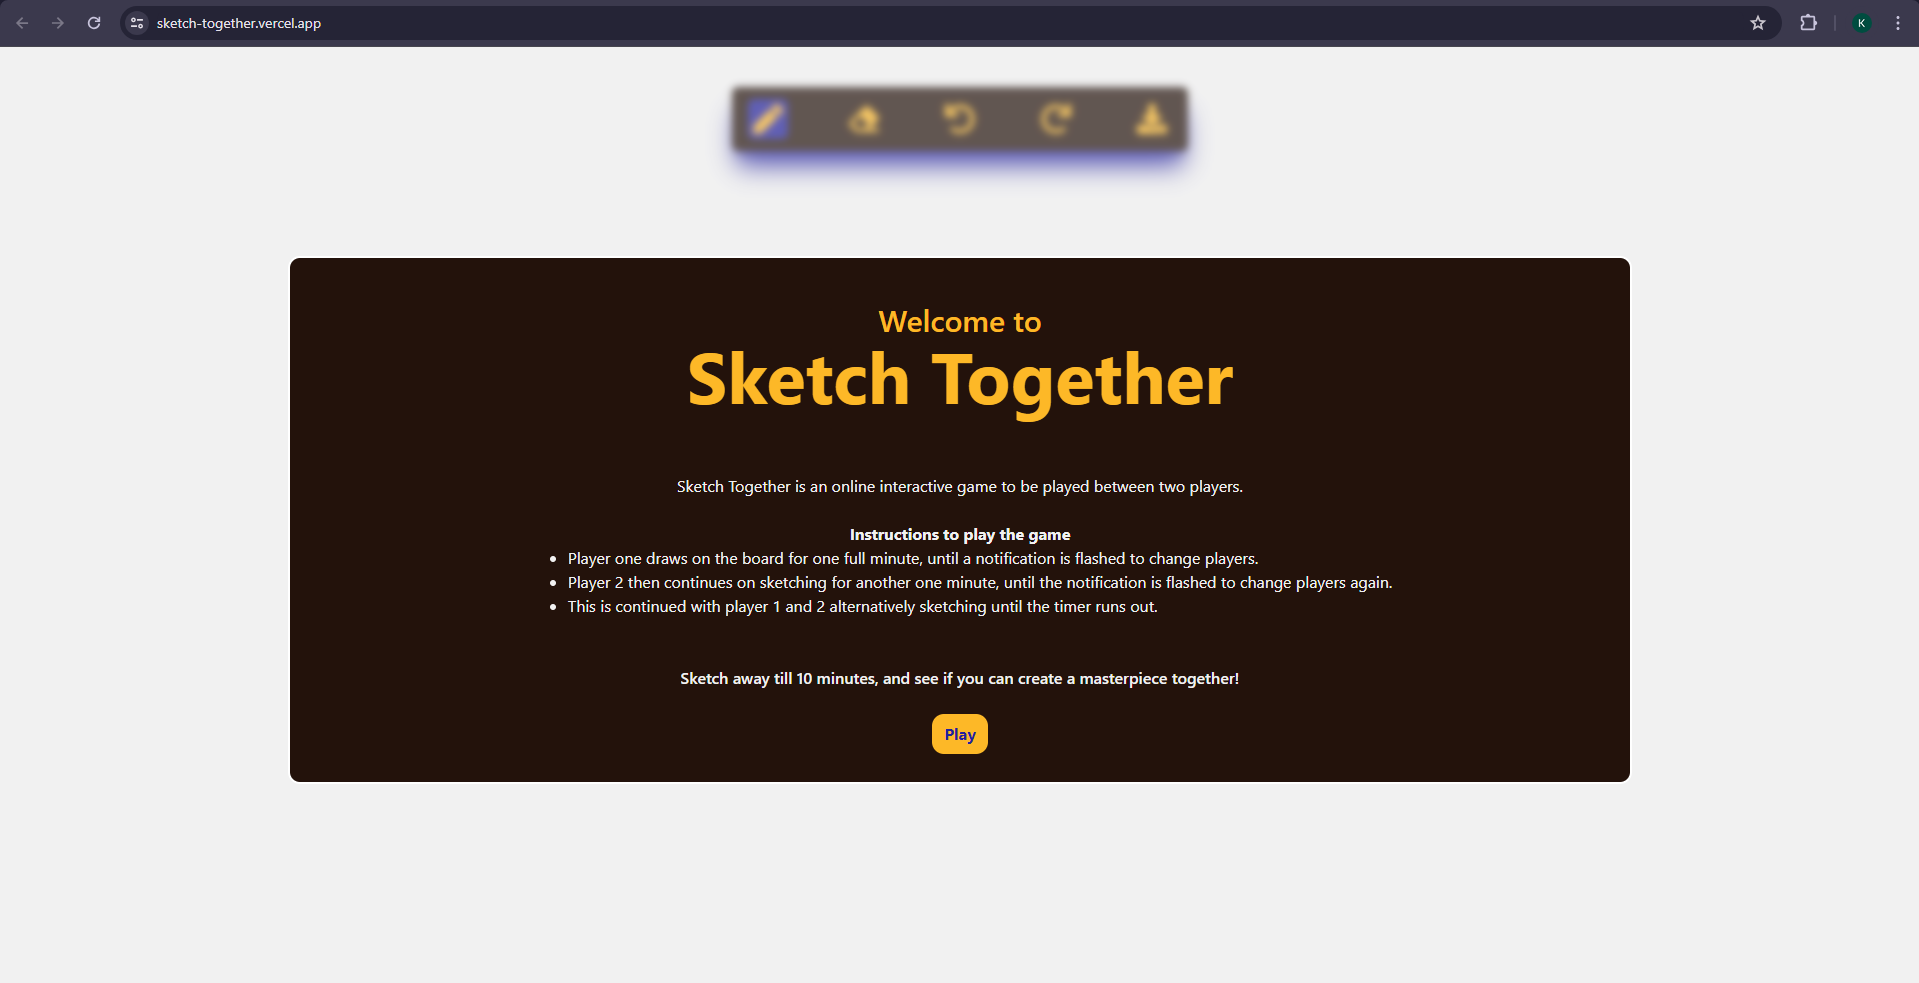 sketch-together.vercel.app
K
Welcome to
Sketch Together
Sketch Together is an online interactive game to be played between two players.
Instructions to play the game
• Player one draws on the board for one full minute, until a notification is flashed to change players.
• Player 2 then continues on sketching for another one minute, until the notification is flashed to change players again.
• This is continued with player 1 and 2 alternatively sketching until the timer runs out.
Sketch away till 10 minutes, and see if you can create a masterpiece together!
Play